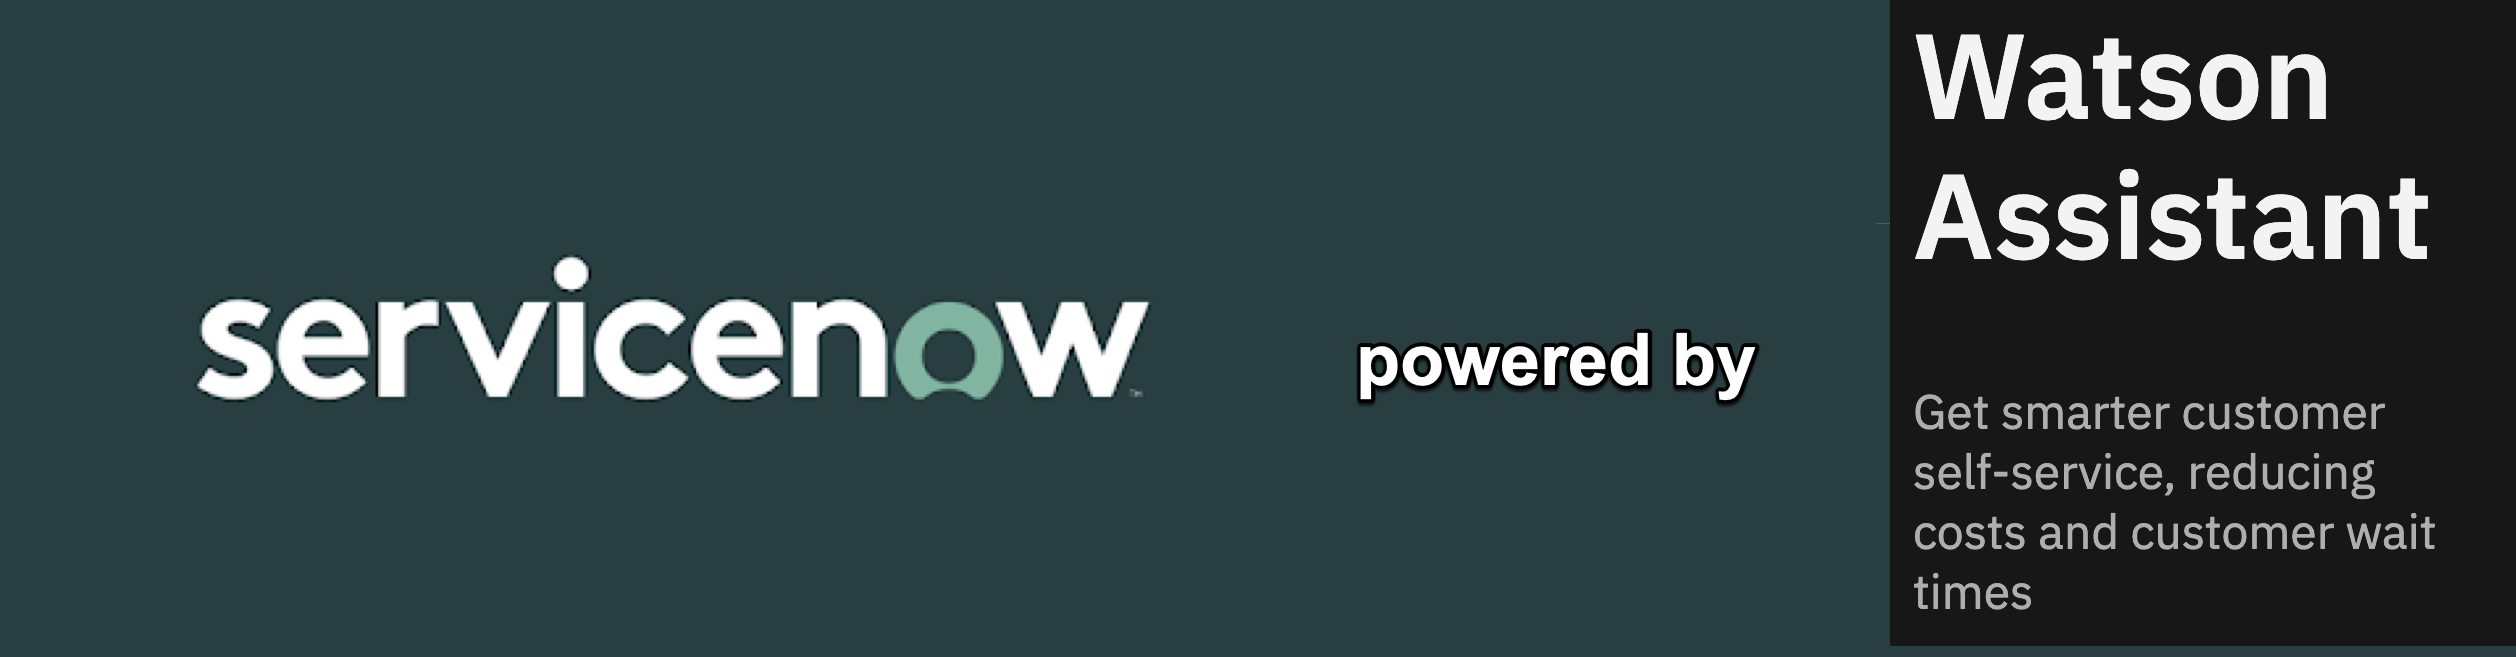 servicenow
powered by
Watson
Assistant
Get smarter customer
self-service, reducing
costs and customer wait
times